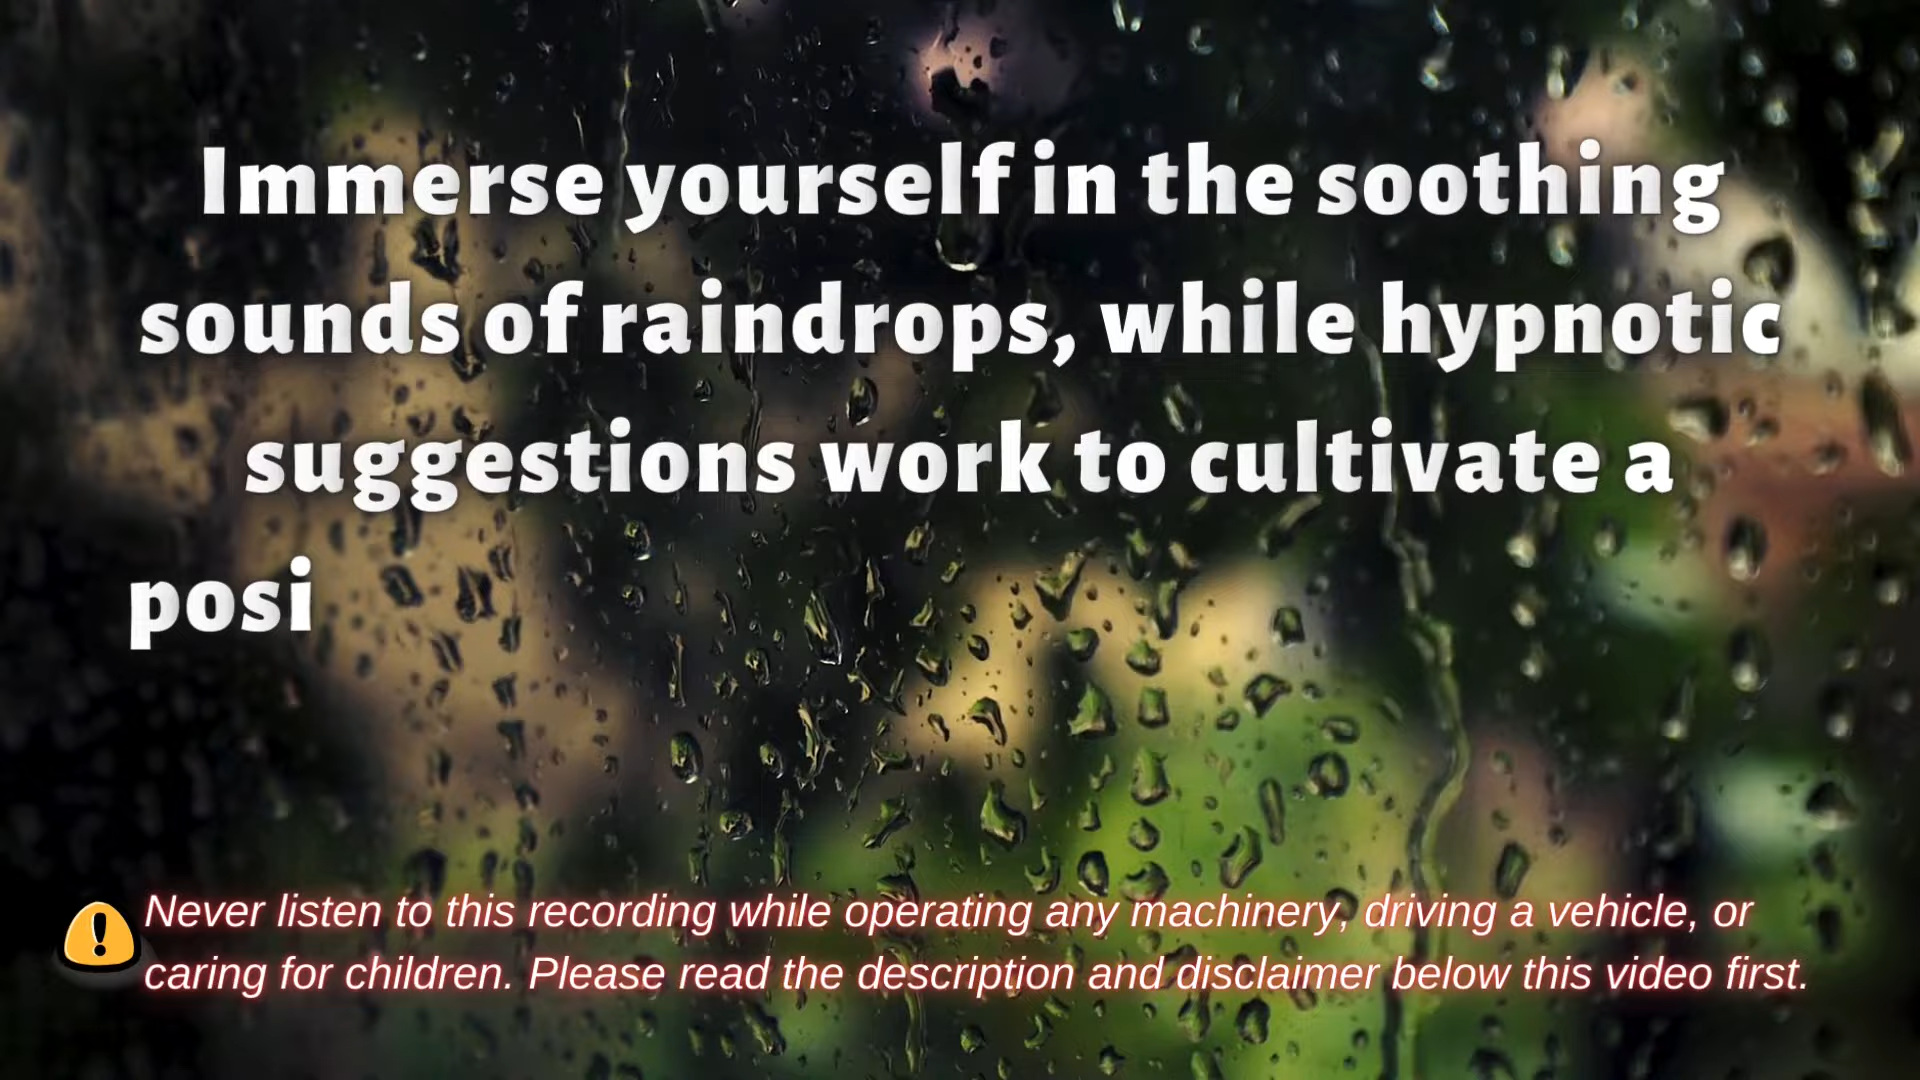 Immerse yourself in the soothing
sounds of raindrops, while hypnotic
suggestions work to cultivate a
posi
Never listen to this recording while operating any machinery, driving a vehicle, or
caring for children. Please read the description and disclaimer below this video first.